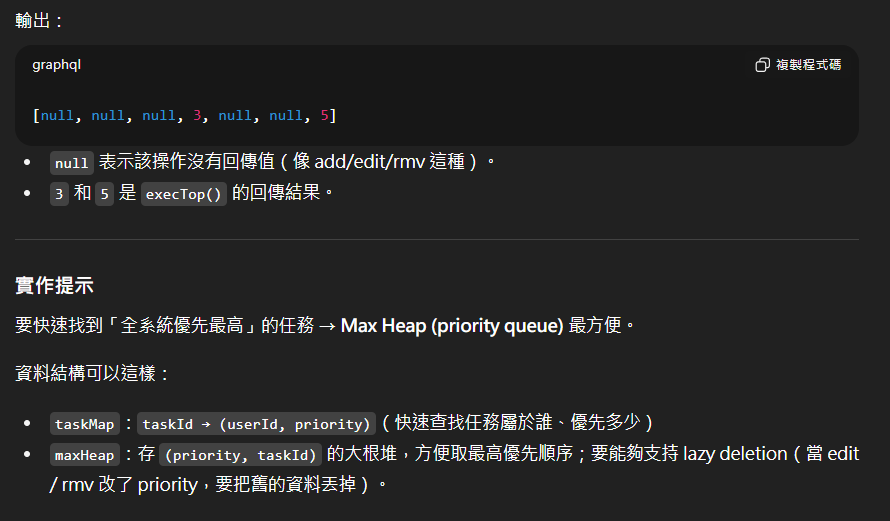 輸出：
graphql
複製程式碼
[null, null, null, 3, null, null, 5]
• null 表示該操作沒有回傳值（像 add/edit/rmv 這種）。
• 3 和 5 是 execTop() 的回傳結果。
實作提示
要快速找到「全系統優先最高」的任務 → Max Heap (priority queue) 最方便。
資料結構可以這樣：
• taskMap：taskId → (userId, priority)（快速查找任務屬於誰、優先多少）
• maxHeap：存 (priority, taskId) 的大根堆，方便取最高優先順序；要能夠支持 lazy deletion（當 edit
/ rmv 改了 priority，要把舊的資料丟掉）。